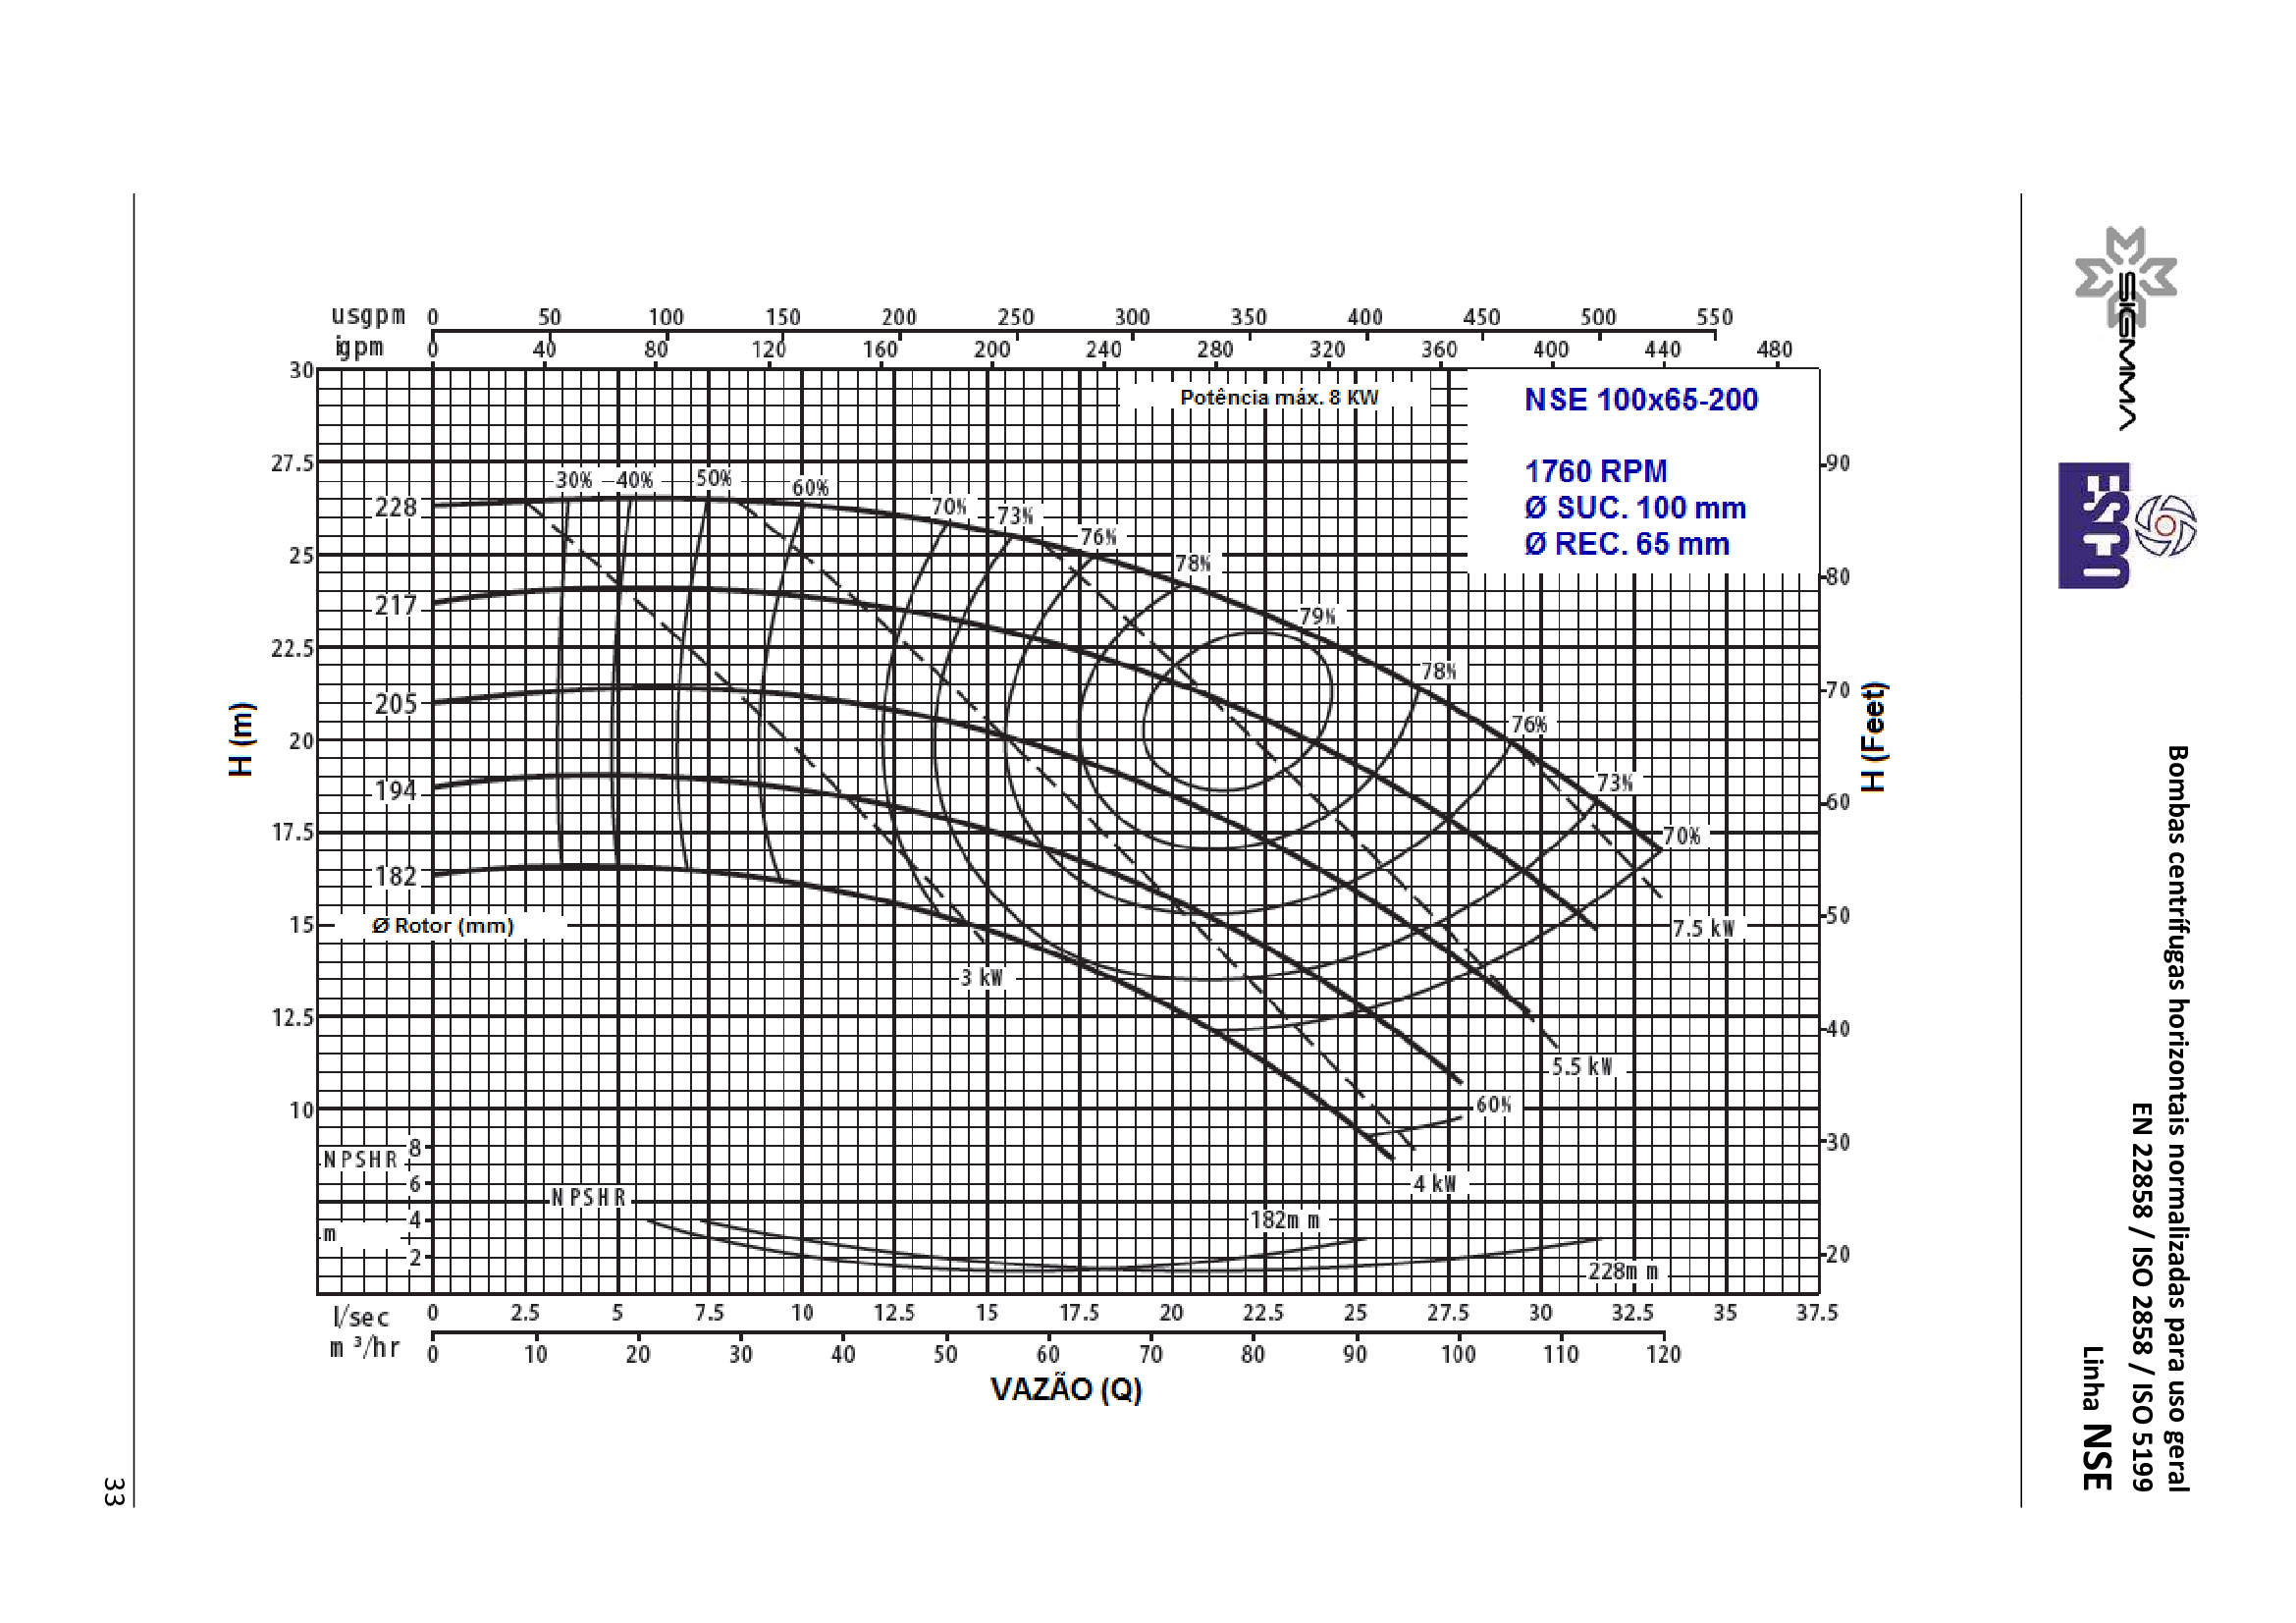 usgpm 0 50 100 150 200 250 300 350 400 450 500 550
igpm 0 40 80 120 160 200 240 280 320 360 400 440 480
Potência máx. 8 KW
NSE 100x65-200
1760 RPM
Ø SUC. 100 mm
Ø REC. 65 mm
H (m)
30
27.5
25
22.5
20
17.5
15
12.5
10
228
217
205
194
182
Ø Rotor (mm)
30% 40% 50% 60% 70% 73% 76% 78% 79% 78% 76% 73% 70%
60%
3 kW
4 kW
5.5 kW
7.5 kW
NPSHR
m
8
6
4
2
NPSHR
182mm
228mm
90
80
70
60
50
40
30
20
H (Feet)
l/sec 0 2.5 5 7.5 10 12.5 15 17.5 20 22.5 25 27.5 30 32.5 35 37.5
m³/hr 0 10 20 30 40 50 60 70 80 90 100 110 120
VAZÃO (Q)
SIGMMA
ESCO
Bombas centrífugas horizontais normalizadas para uso geral
EN 22858 / ISO 2858 / ISO 5199
Linha NSE
33